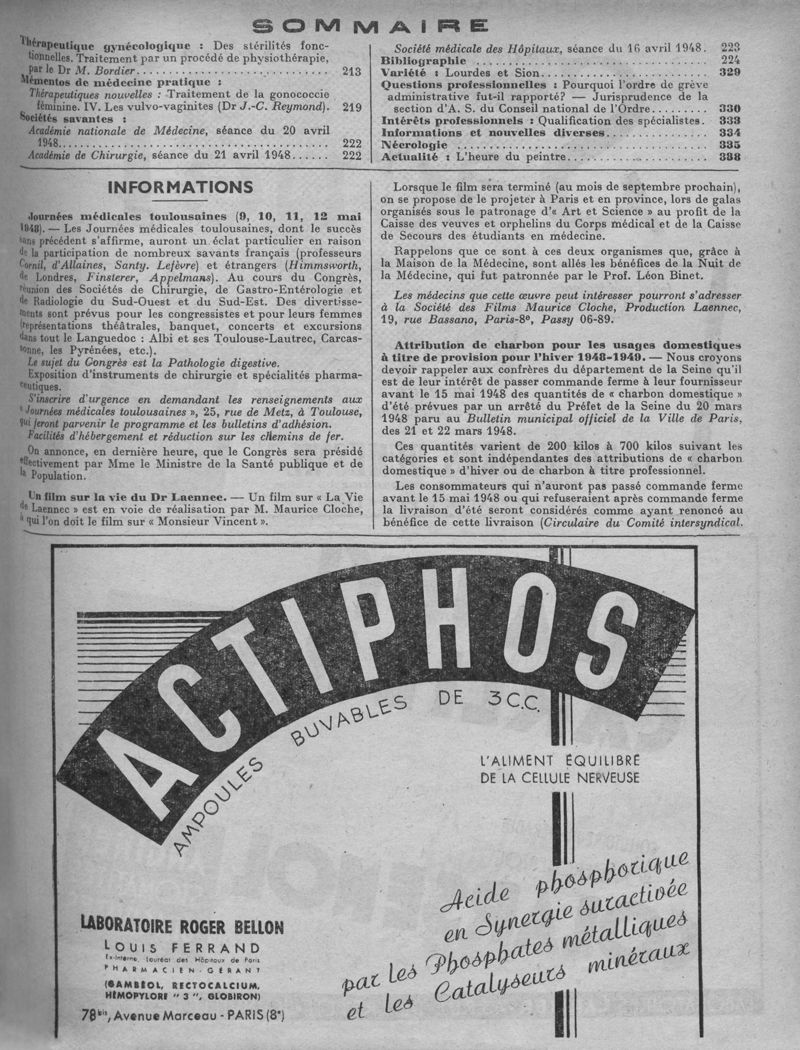 SOMMAIRE
Thérapeutique gynécologique : Des stérilités fonc-
tionnelles. Traitement par un procédé de physiothérapie,
par le Dr M. Bordier............................. 213
Mémentos de médecine pratique :
Thérapeutiques nouvelles : Traitement de la gonococcie
féminine. IV. Les vulvo-vaginites (Dr J.-C. Reymond). 219
Sociétés savantes :
Académie nationale de Médecine, séance du 20 avril
1948............................................ 222
Académie de Chirurgie, séance du 21 avril 1948...... 222
Société médicale des Hôpitaux, séance du 16 avril 1948. 223
Bibliographie .................................... 224
Variété : Lourdes et Sion......................... 329
Questions professionnelles : Pourquoi l'ordre de grève
administrative fut-il rapporté? — Jurisprudence de la
section d'A. S. du Conseil national de l'Ordre......... 330
Intérêts professionnels : Qualification des spécialistes. 333
Informations et nouvelles diverses............... 334
Nécrologie ...................................... 335
Actualité : L'heure du peintre..................... 338
INFORMATIONS
Journées médicales toulousaines (9, 10, 11, 12 mai
1948). — Les Journées médicales toulousaines, dont le succès
sans précédent s'affirme, auront un éclat particulier en raison
de la participation de nombreux savants français (professeurs
Cornil, d'Allaines, Santy. Lefèvre) et étrangers (Himmsworth,
de Londres, Finsterer, Appelmans). Au cours du Congrès,
réunion des Sociétés de Chirurgie, de Gastro-Entérologie et
de Radiologie du Sud-Ouest et du Sud-Est. Des divertisse-
ments sont prévus pour les congressistes et pour leurs femmes
(représentations théâtrales, banquet, concerts et excursions
dans tout le Languedoc : Albi et ses Toulouse-Lautrec, Carcas-
sonne, les Pyrénées, etc.).
Le sujet du Congrès est la Pathologie digestive.
Exposition d'instruments de chirurgie et spécialités pharma-
ceutiques.
S'inscrire d'urgence en demandant les renseignements aux
« Journées médicales toulousaines », 25, rue de Metz, à Toulouse,
qui feront parvenir le programme et les bulletins d'adhésion.
Facilités d'hébergement et réduction sur les chemins de fer.
On annonce, en dernière heure, que le Congrès sera présidé
effectivement par Mme le Ministre de la Santé publique et de
la Population.
Un film sur la vie du Dr Laennec. — Un film sur « La Vie
de Laennec » est en voie de réalisation par M. Maurice Cloche,
à qui l'on doit le film sur « Monsieur Vincent ».
Lorsque le film sera terminé (au mois de septembre prochain),
on se propose de le projeter à Paris et en province, lors de galas
organisés sous le patronage d'« Art et Science » au profit de la
Caisse des veuves et orphelins du Corps médical et de la Caisse
de Secours des étudiants en médecine.
Rappelons que ce sont à ces deux organismes que, grâce à
la Maison de la Médecine, sont allés les bénéfices de la Nuit de
la Médecine, qui fut patronnée par le Prof. Léon Binet.
Les médecins que cette œuvre peut intéresser pourront s'adresser
à la Société des Films Maurice Cloche, Production Laennec,
19, rue Bassano, Paris-8e, Passy 06-89.
Attribution de charbon pour les usages domestiques
à titre de provision pour l'hiver 1948-1949. — Nous croyons
devoir rappeler aux confrères du département de la Seine qu'il
est de leur intérêt de passer commande ferme à leur fournisseur
avant le 15 mai 1948 des quantités de « charbon domestique »
d'été prévues par un arrêté du Préfet de la Seine du 20 mars
1948 paru au Bulletin municipal officiel de la Ville de Paris,
des 21 et 22 mars 1948.
Ces quantités varient de 200 kilos à 700 kilos suivant les
catégories et sont indépendantes des attributions de « charbon
domestique » d'hiver ou de charbon à titre professionnel.
Les consommateurs qui n'auront pas passé commande ferme
avant le 15 mai 1948 ou qui refuseraient après commande ferme
la livraison d'été seront considérés comme ayant renoncé au
bénéfice de cette livraison (Circulaire du Comité intersyndical.
ACTIPHOS
AMPOULES BUVABLES DE 3 C.C.
L'ALIMENT ÉQUILIBRÉ
DE LA CELLULE NERVEUSE
Acide phosphorique
en Synergie suractivée
par les Phosphates métalliques
et les Catalyseurs minéraux
LABORATOIRE ROGER BELLON
LOUIS FERRAND
Ex-Interne, lauréat des Hôpitaux de Paris
PHARMACIEN-GÉRANT
(GAMBÉOL, RECTOCALCIUM,
HÉMOPYLORE "3", GLOBIRON)
78bis, Avenue Marceau - PARIS (8e)